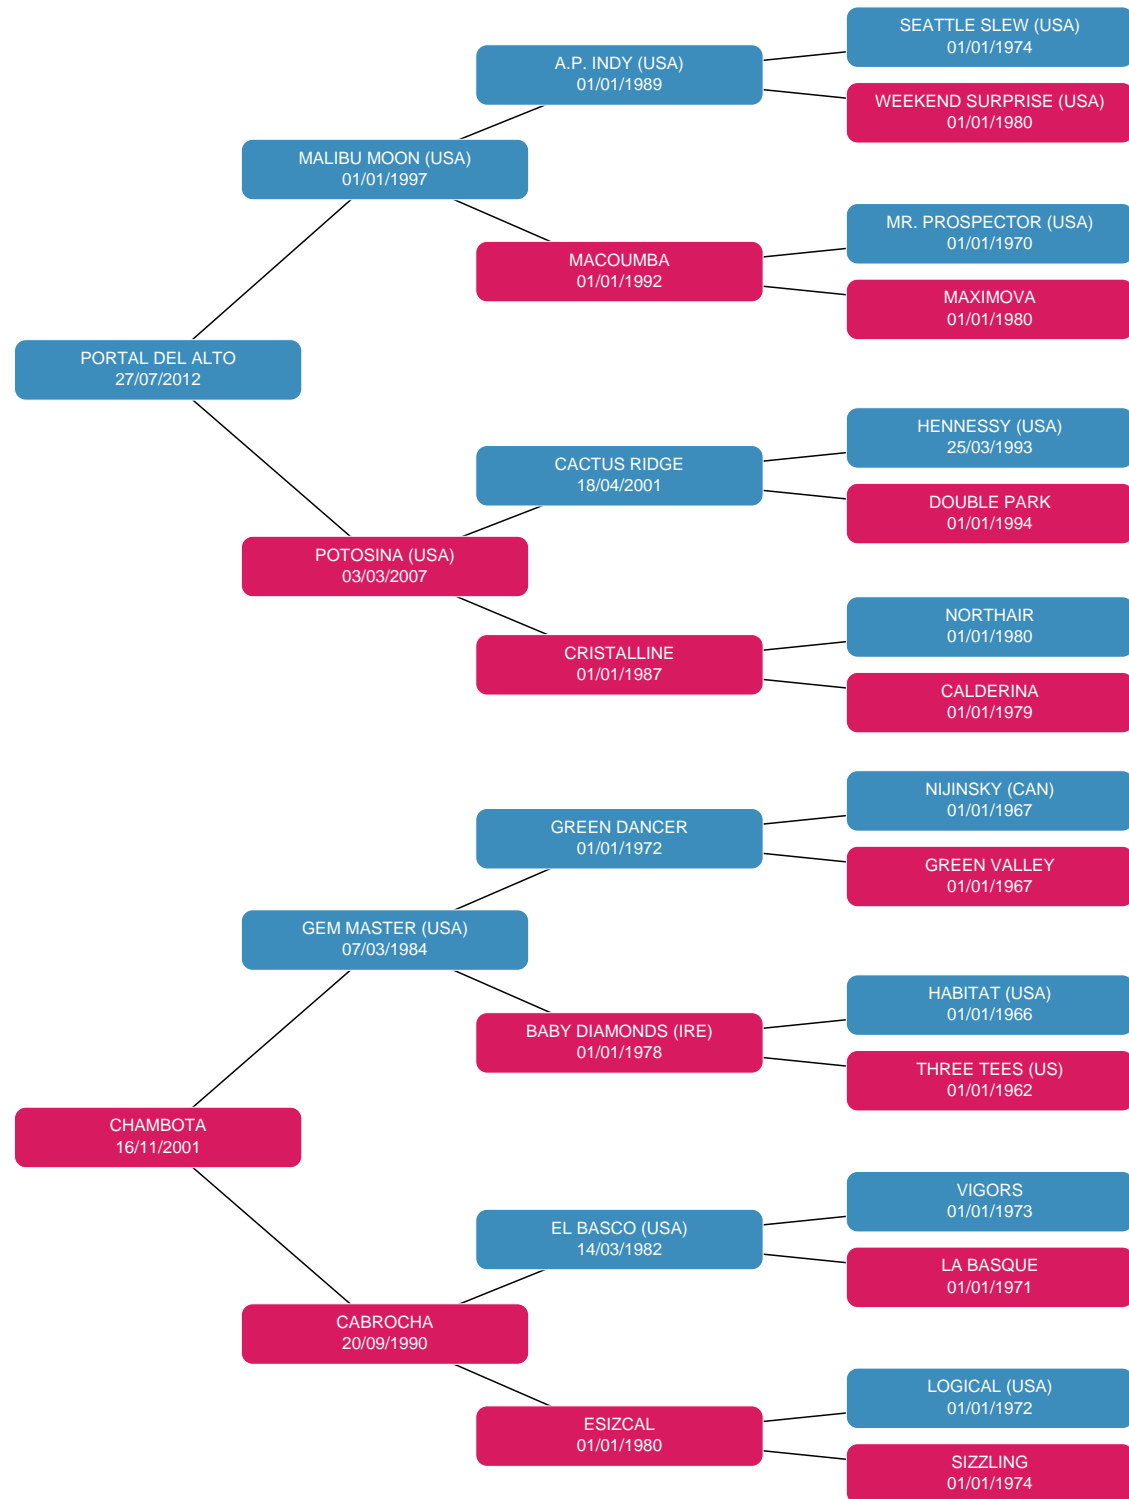 SEATTLE SLEW (USA)
01/01/1974
A.P. INDY (USA)
01/01/1989
WEEKEND SURPRISE (USA)
01/01/1980
MALIBU MOON (USA)
01/01/1997
MR. PROSPECTOR (USA)
01/01/1970
MACOUMBA
01/01/1992
MAXIMOVA
01/01/1980
PORTAL DEL ALTO
27/07/2012
HENNESSY (USA)
25/03/1993
CACTUS RIDGE
18/04/2001
DOUBLE PARK
01/01/1994
POTOSINA (USA)
03/03/2007
NORTHAIR
01/01/1980
CRISTALLINE
01/01/1987
CALDERINA
01/01/1979
NIJINSKY (CAN)
01/01/1967
GREEN DANCER
01/01/1972
GREEN VALLEY
01/01/1967
GEM MASTER (USA)
07/03/1984
HABITAT (USA)
01/01/1966
BABY DIAMONDS (IRE)
01/01/1978
THREE TEES (US)
01/01/1962
CHAMBOTA
16/11/2001
VIGORS
01/01/1973
EL BASCO (USA)
14/03/1982
LA BASQUE
01/01/1971
CABROCHA
20/09/1990
LOGICAL (USA)
01/01/1972
ESIZCAL
01/01/1980
SIZZLING
01/01/1974